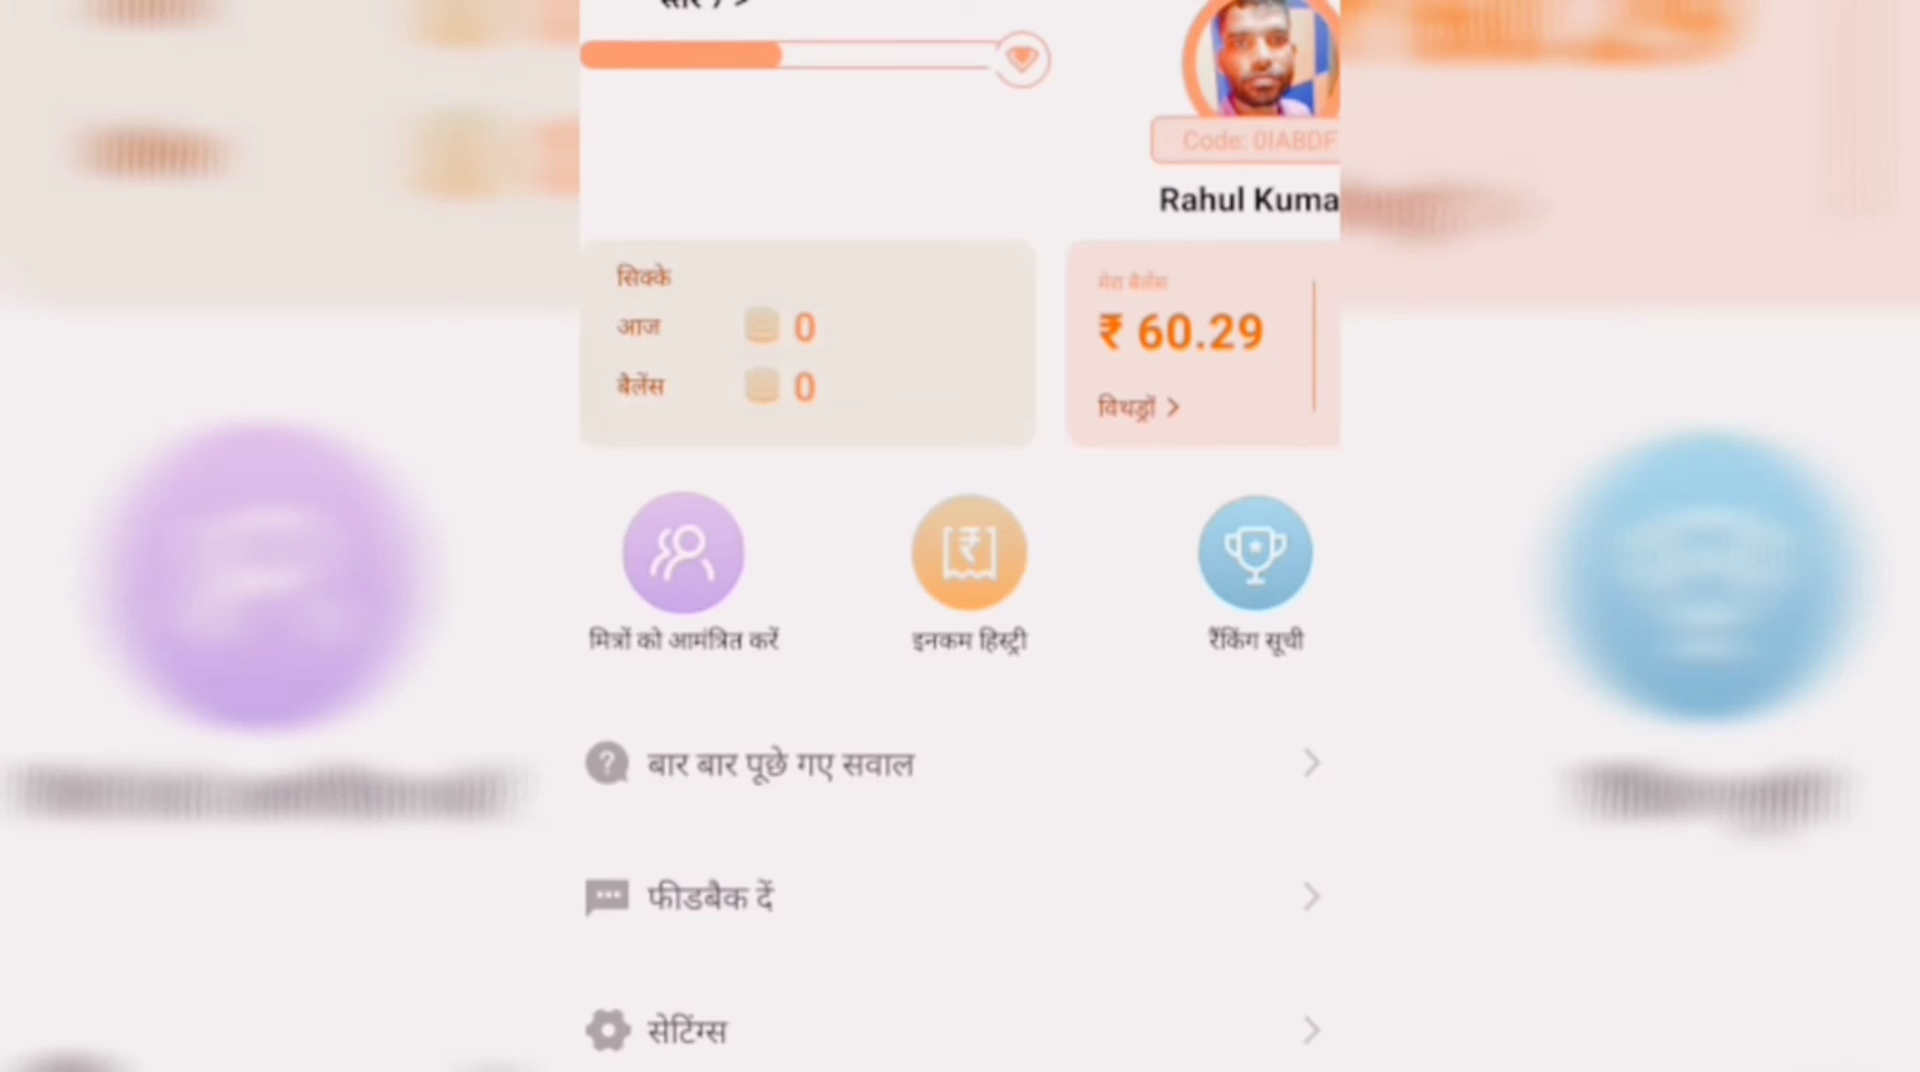 Code: 0IABDF
Rahul Kuma
सिक्के
आज 0
बैलेंस 0
मेरा बैलेंस
₹ 60.29
विथड्रॉ >
मित्रों को आमंत्रित करें
इनकम हिस्ट्री
रैंकिंग सूची
बार बार पूछे गए सवाल
फीडबैक दें
सेटिंग्स